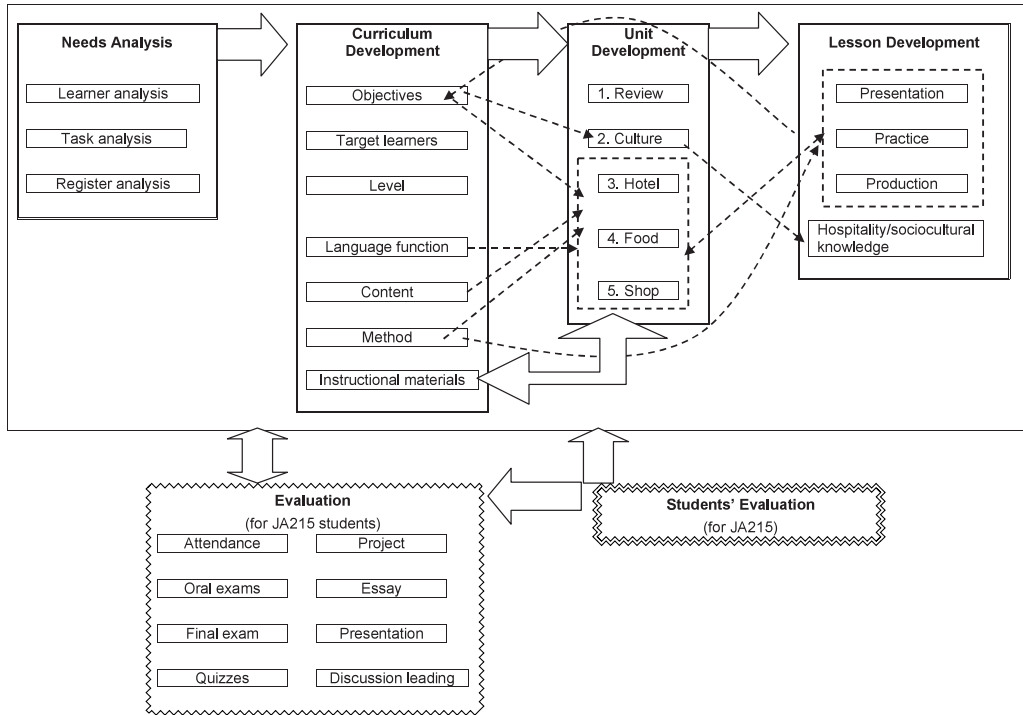 Needs Analysis
Learner analysis
Task analysis
Register analysis
Curriculum
Development
Objectives
Target learners
Level
Language function
Content
Method
Instructional materials
Unit
Development
1. Review
2. Culture
3. Hotel
4. Food
5. Shop
Lesson Development
Presentation
Practice
Production
Hospitality/sociocultural
knowledge
Evaluation
(for JA215 students)
Attendance
Project
Oral exams
Essay
Final exam
Presentation
Quizzes
Discussion leading
Students’ Evaluation
(for JA215)